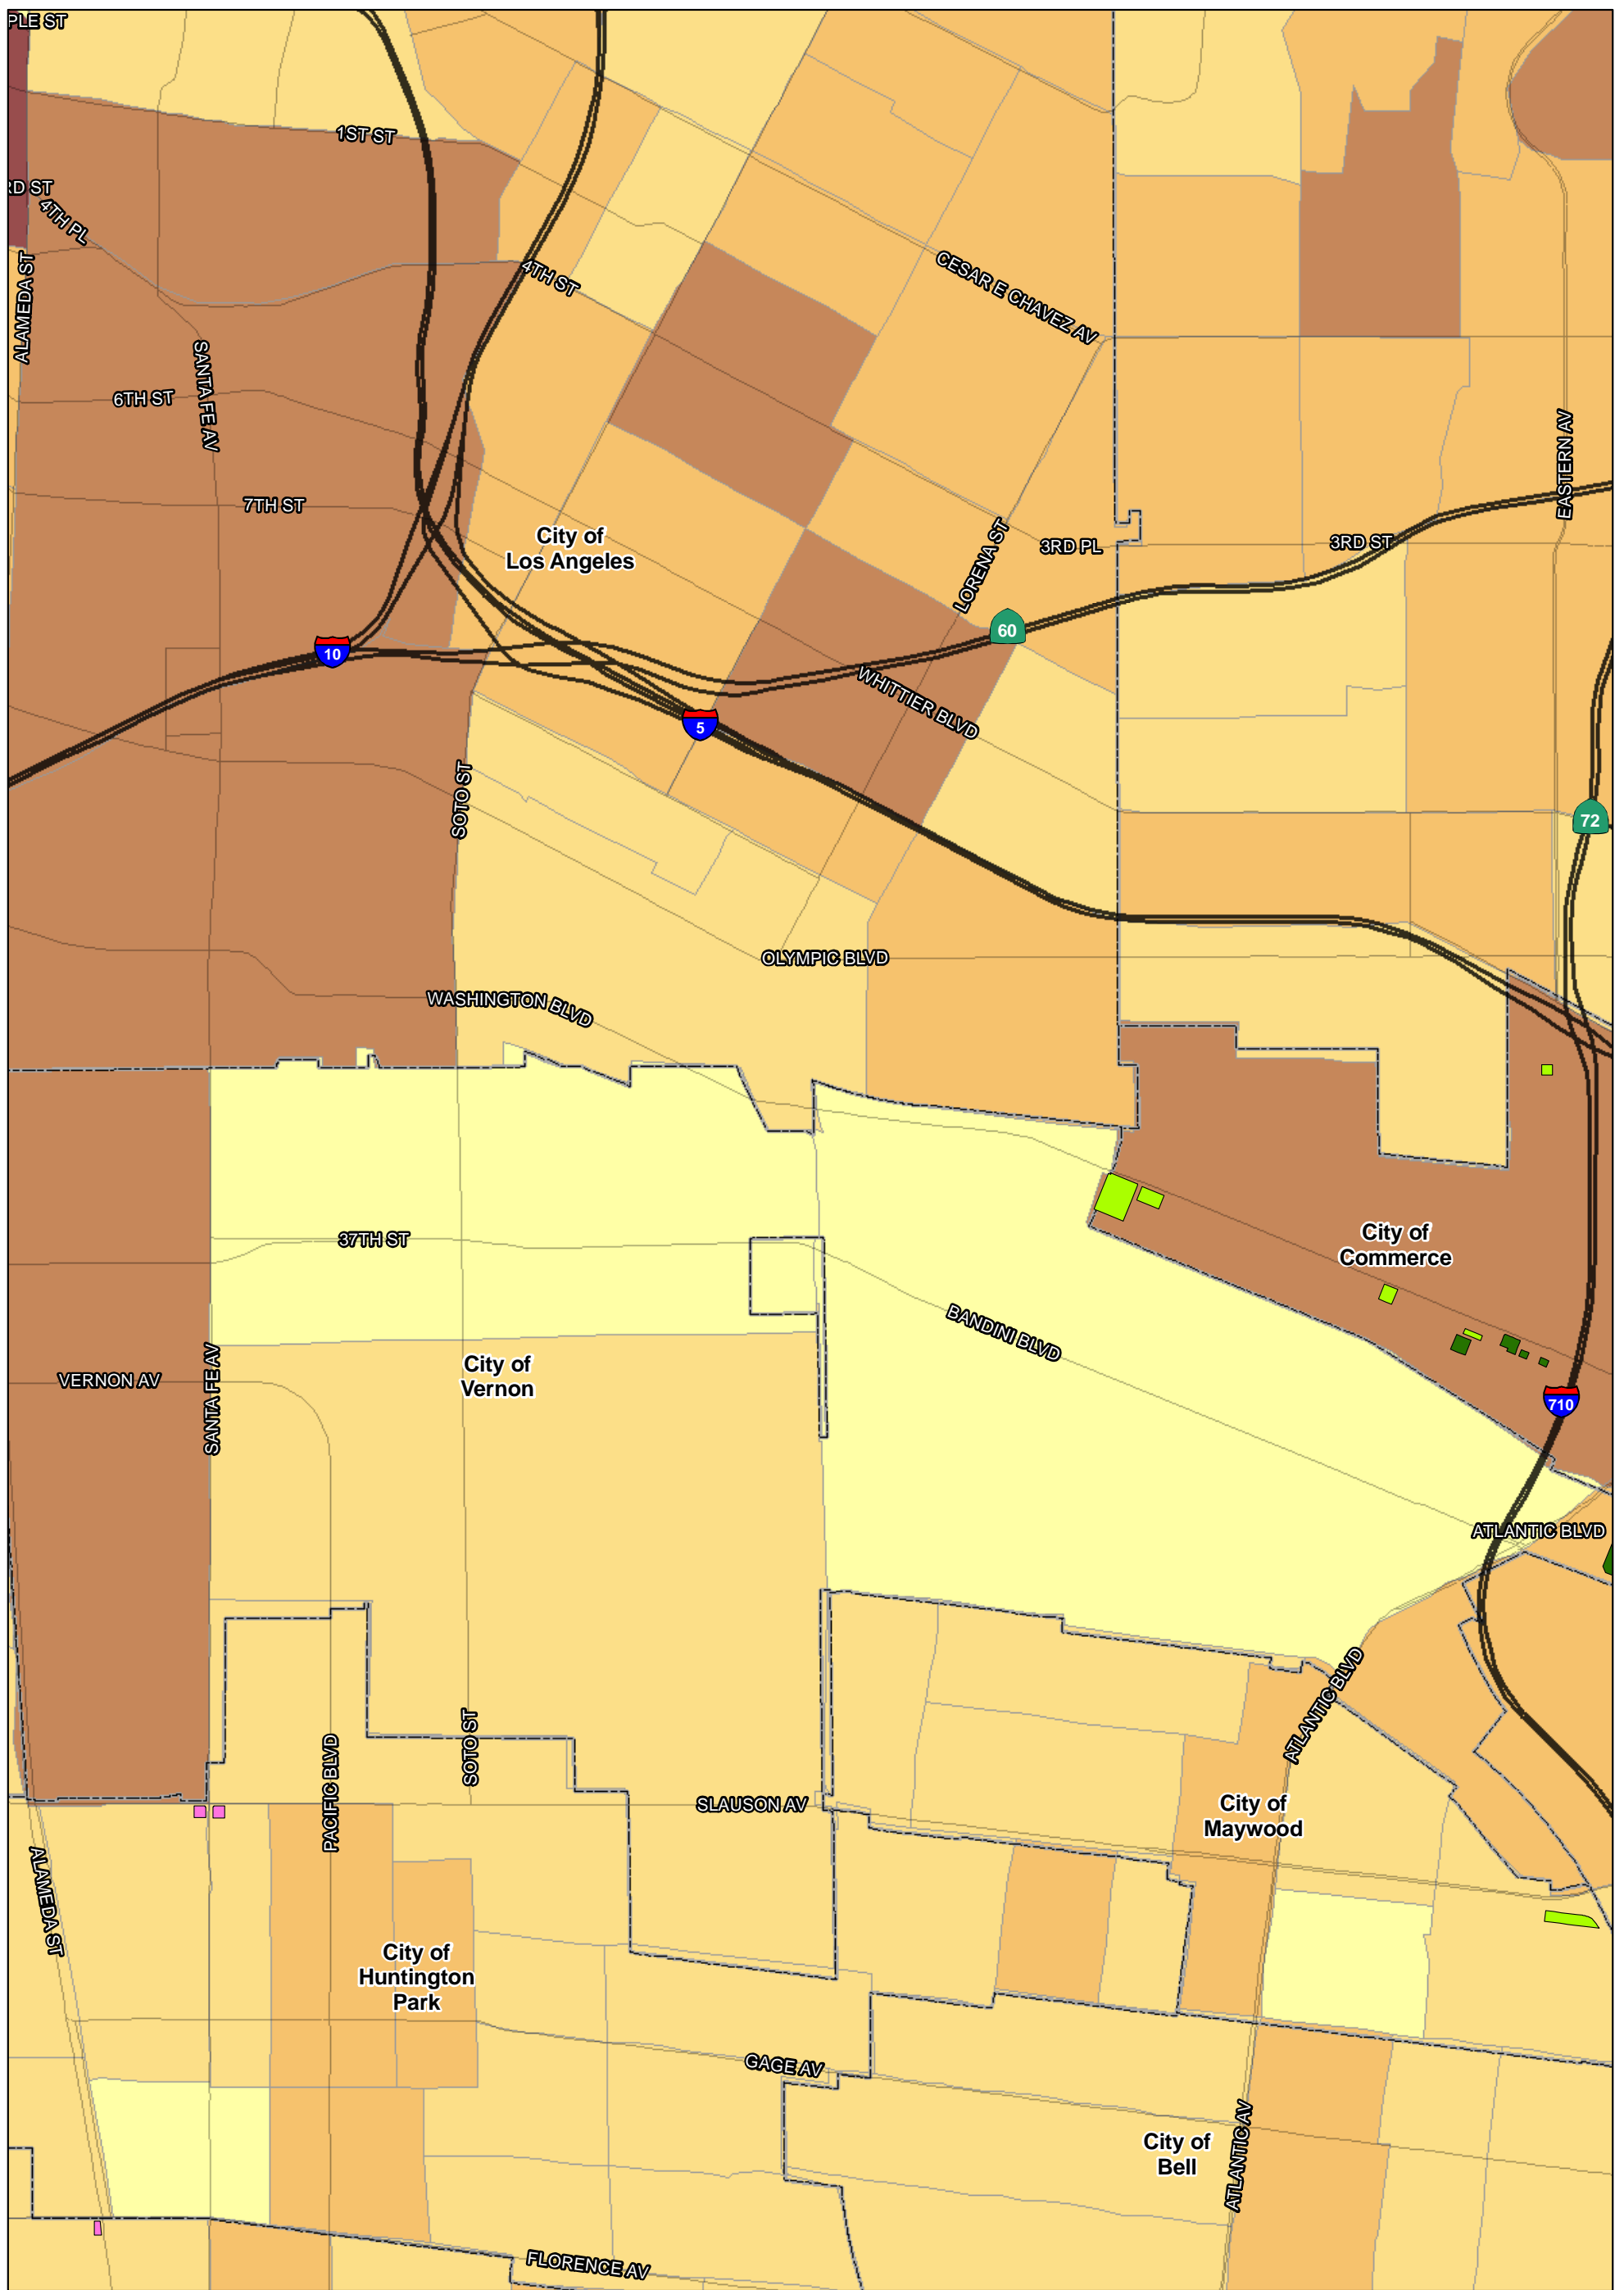 PLE ST
1ST ST
RD ST
4TH PL
ALAMEDA ST
4TH ST
CESAR E CHAVEZ AV
SANTA FE AV
6TH ST
7TH ST
EASTERN AV
City of
Los Angeles
LORENA ST
3RD PL
3RD ST
60
10
WHITTIER BLVD
5
SOTO ST
72
OLYMPIC BLVD
WASHINGTON BLVD
37TH ST
City of
Commerce
BANDINI BLVD
City of
Vernon
VERNON AV
SANTA FE AV
710
ATLANTIC BLVD
ATLANTIC BLVD
SOTO ST
PACIFIC BLVD
SLAUSON AV
City of
Maywood
ALAMEDA ST
City of
Huntington
Park
GAGE AV
City of
Bell
ATLANTIC AV
FLORENCE AV